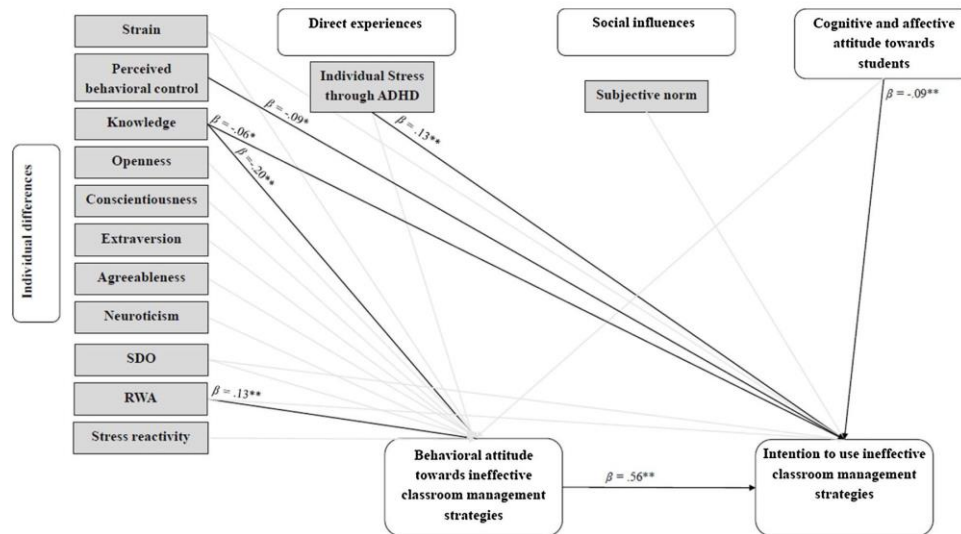 Direct experiences
Social influences
Cognitive and affective
attitude towards
students
Strain
Perceived
behavioral control
Knowledge
Openness
Conscientiousness
Extraversion
Agreeableness
Neuroticism
SDO
RWA
Stress reactivity
Individual differences
Individual Stress
through ADHD
Subjective norm
β = -.09*
β = -.06*
β =-.20**
β = .13**
β =-.09**
β = .13**
β = .56**
Behavioral attitude
towards ineffective
classroom management
strategies
Intention to use ineffective
classroom management
strategies